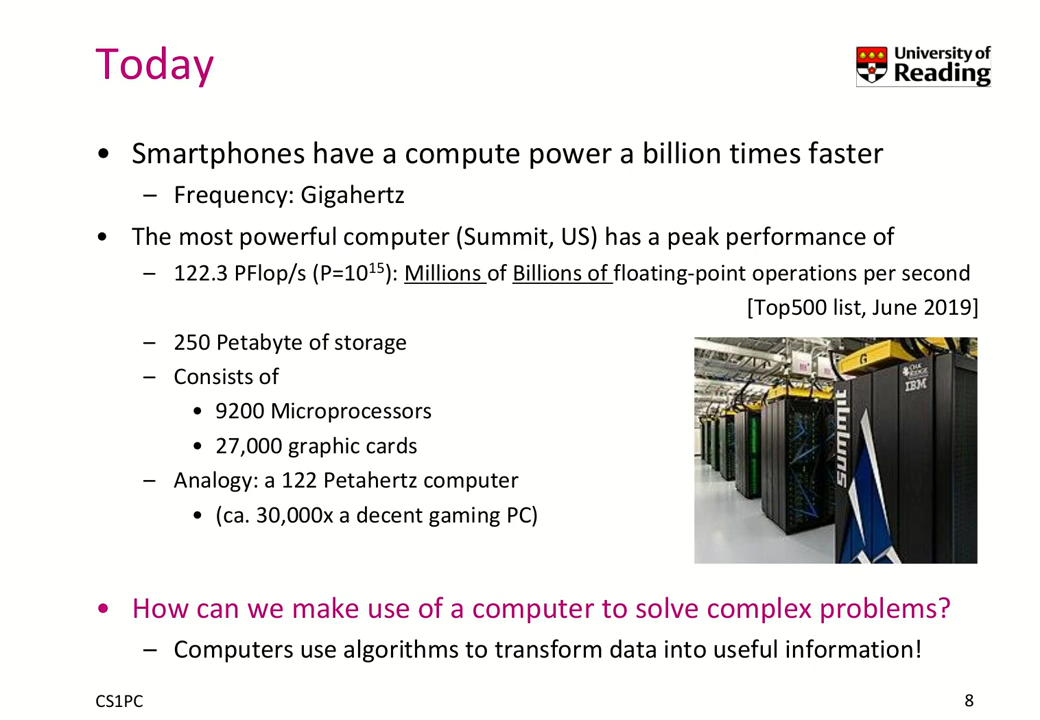 Today
University of
Reading
• Smartphones have a compute power a billion times faster
– Frequency: Gigahertz
• The most powerful computer (Summit, US) has a peak performance of
– 122.3 PFlop/s (P=10¹⁵): Millions of Billions of floating-point operations per second
[Top500 list, June 2019]
– 250 Petabyte of storage
– Consists of
• 9200 Microprocessors
• 27,000 graphic cards
– Analogy: a 122 Petahertz computer
• (ca. 30,000x a decent gaming PC)
G
OAK
RIDGE
IBM
SUMMIT
• How can we make use of a computer to solve complex problems?
– Computers use algorithms to transform data into useful information!
CS1PC
8